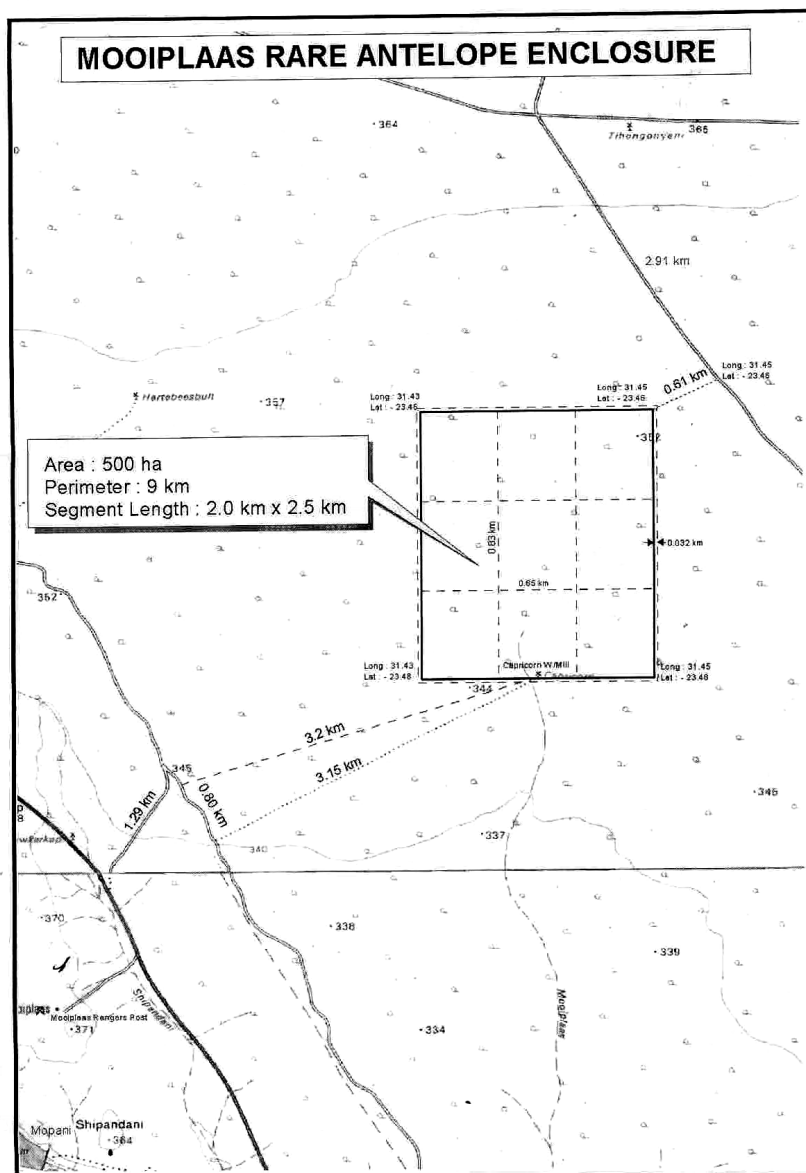 MOOIPLAAS RARE ANTELOPE ENCLOSURE
364
365
Tihongonyeni
2.91 km
Long : 31.45
Lat : - 23.46
0.61 km
Long : 31.43
Lat : - 23.46
Long : 31.45
Lat : - 23.46
Hartebeesbult
357
352
Area : 500 ha
Perimeter : 9 km
Segment Length : 2.0 km x 2.5 km
0.83 km
0.032 km
0.65 km
352
Long : 31.43
Lat : - 23.48
Capricorn W/Mill
Capricorn
Long : 31.45
Lat : - 23.48
344
3.2 km
3.15 km
345
0.80 km
1.29 km
346
337
340
370
338
339
Mooiplaas Rangers Post
371
Shipandani
334
Mooiplaas
Mopani
Shipandani
364